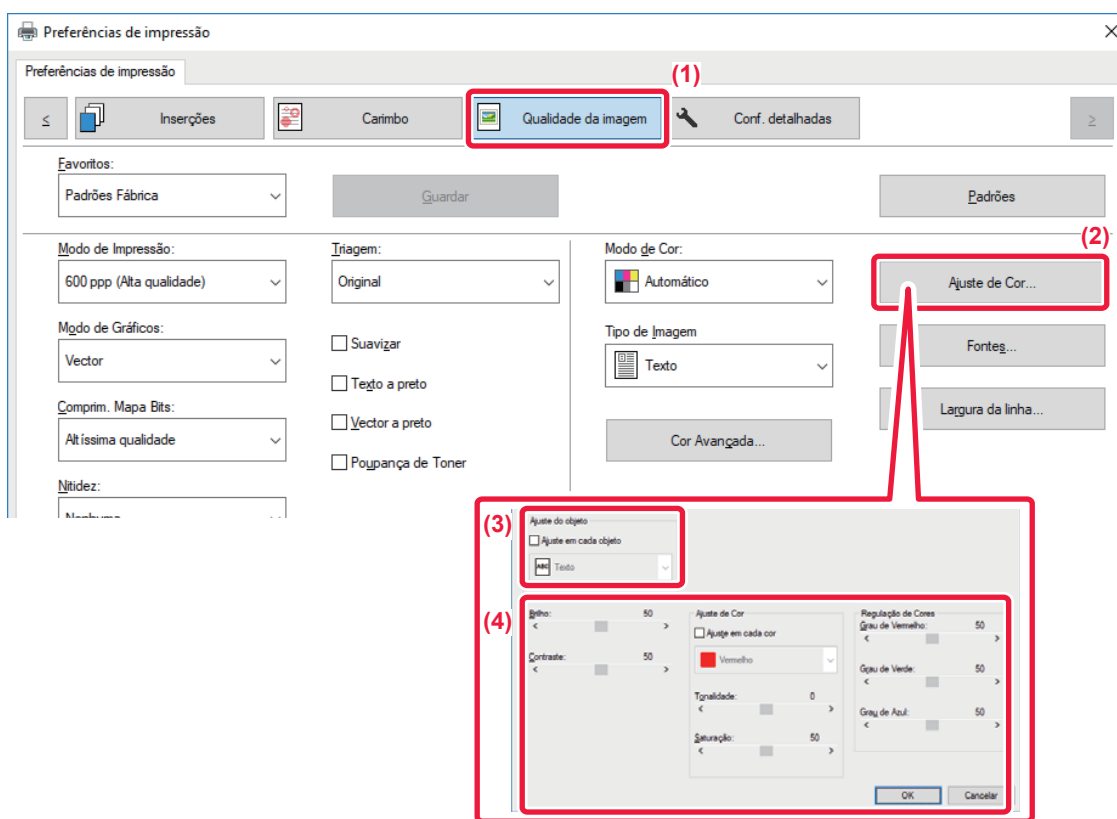 Preferências de impressão
Preferências de impressão
(1)
≤
Inserções
Carimbo
Qualidade da imagem
Conf. detalhadas
≥
Favoritos:
Padrões Fábrica
Guardar
Padrões
(2)
Modo de Impressão:
Triagem:
Modo de Cor:
600 ppp (Alta qualidade)
Original
Automático
Ajuste de Cor...
Modo de Gráficos:
Vector
Suavizar
Tipo de Imagem
Texto
Fontes...
Texto a preto
Comprim. Mapa Bits:
Altíssima qualidade
Vector a preto
Largura da linha...
Cor Avançada...
Poupança de Toner
Nitidez:
Nenhuma
(3)
Ajuste do objeto
Ajuste em cada objeto
ABC
Texto
(4)
Brilho:
50
Contraste:
50
Ajuste de Cor
Ajuste em cada cor
Vermelho
Tonalidade:
0
Saturação:
50
Regulação de Cores
Grau de Vermelho:
50
Grau de Verde:
50
Grau de Azul:
50
OK
Cancelar